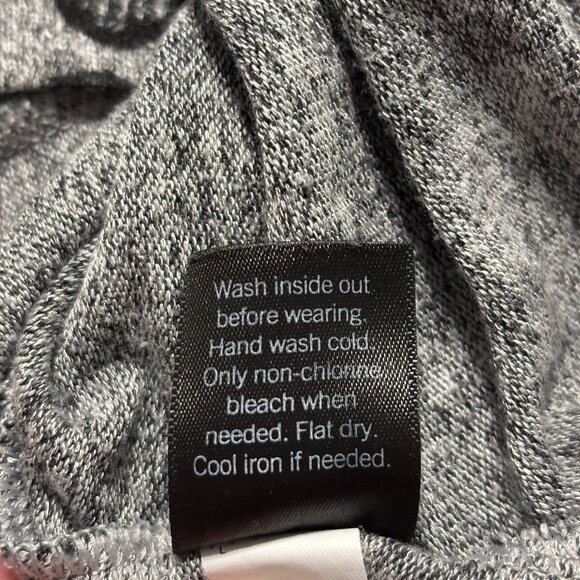 Wash inside out
before wearing.
Hand wash cold.
Only non-chlorine
bleach when
needed. Flat dry.
Cool iron if needed.